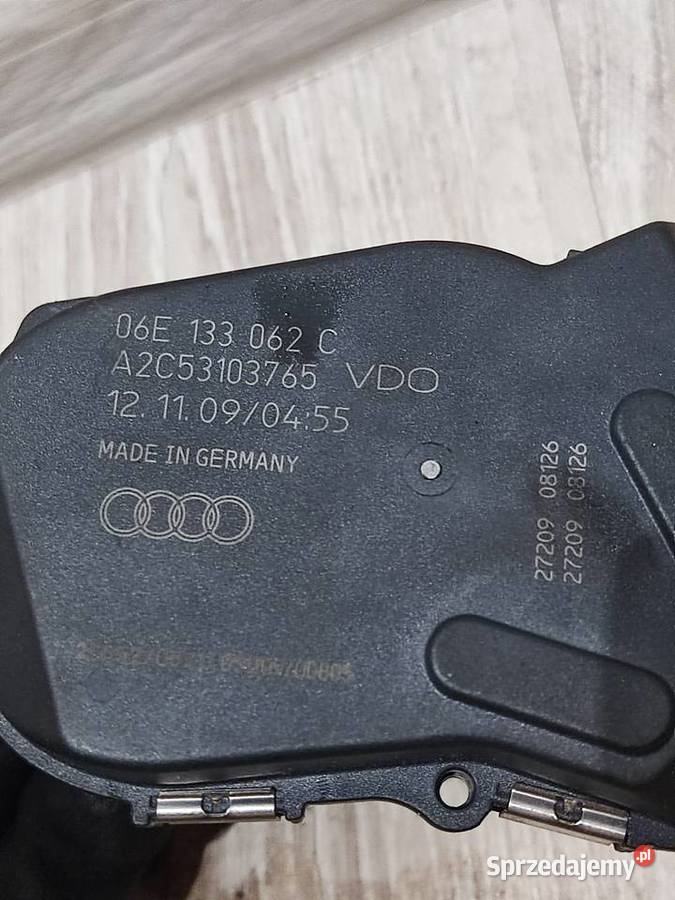 06E 133 062 C
A2C53103765 VDO
12.11.09/04:55
MADE IN GERMANY
27209 08126
27209 08126
Sprzedajemy.pl